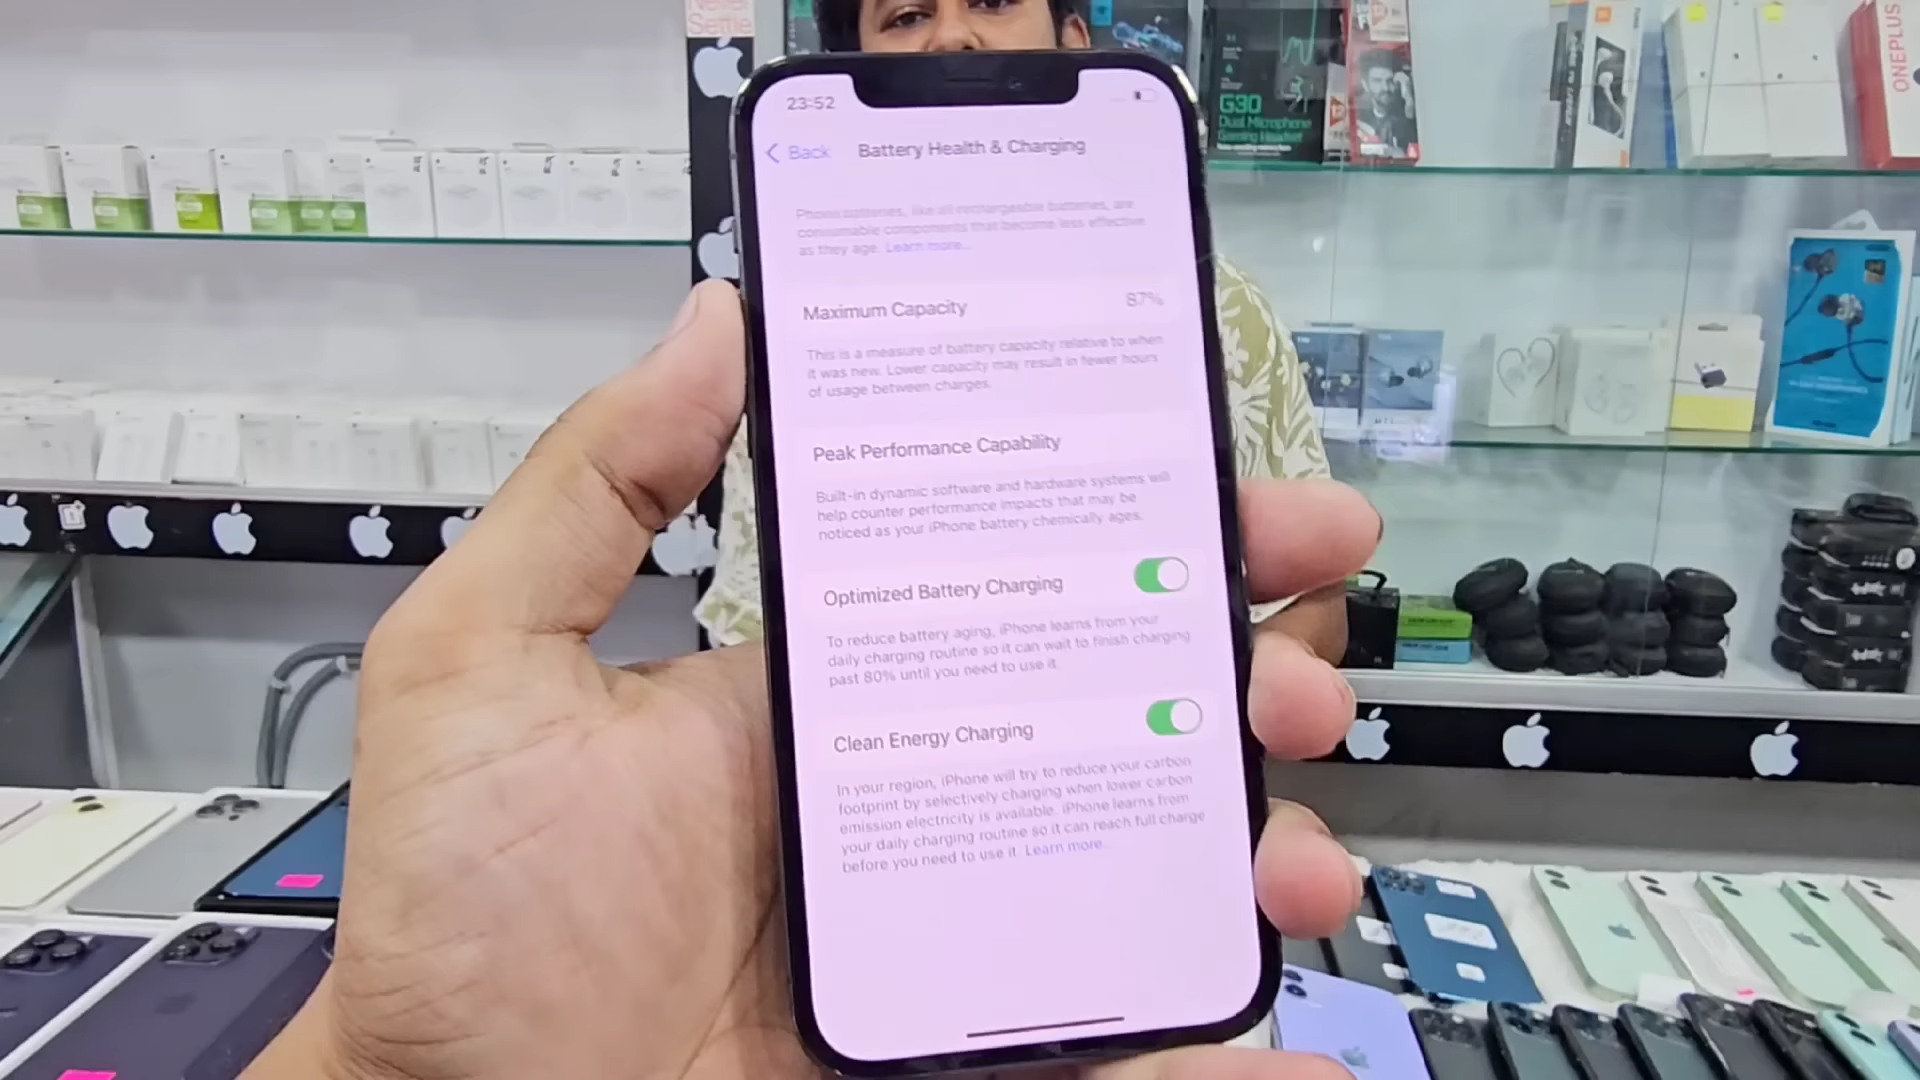 Never
Settle
G30
Dual Microphone
Gaming Headset
ONEPLUS
23:52
Back
Battery Health & Charging
Phone batteries, like all rechargeable batteries, are
consumable components that become less effective
as they age. Learn more...
Maximum Capacity
87%
This is a measure of battery capacity relative to when
it was new. Lower capacity may result in fewer hours
of usage between charges.
Peak Performance Capability
Built-in dynamic software and hardware systems will
help counter performance impacts that may be
noticed as your iPhone battery chemically ages.
Optimized Battery Charging
To reduce battery aging, iPhone learns from your
daily charging routine so it can wait to finish charging
past 80% until you need to use it.
Clean Energy Charging
In your region, iPhone will try to reduce your carbon
footprint by selectively charging when lower carbon
emission electricity is available. iPhone learns from
your daily charging routine so it can reach full charge
before you need to use it. Learn more...